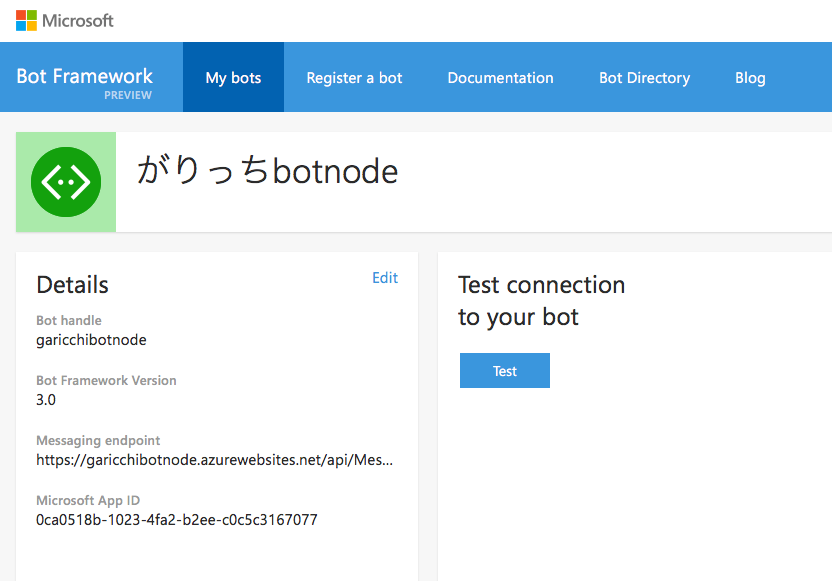 Microsoft
Bot Framework
PREVIEW
My bots
Register a bot
Documentation
Bot Directory
Blog
がりっちbotnode
Details
Edit
Bot handle
garicchibotnode
Bot Framework Version
3.0
Messaging endpoint
https://garicchibotnode.azurewebsites.net/api/Mes...
Microsoft App ID
0ca0518b-1023-4fa2-b2ee-c0c5c3167077
Test connection
to your bot
Test